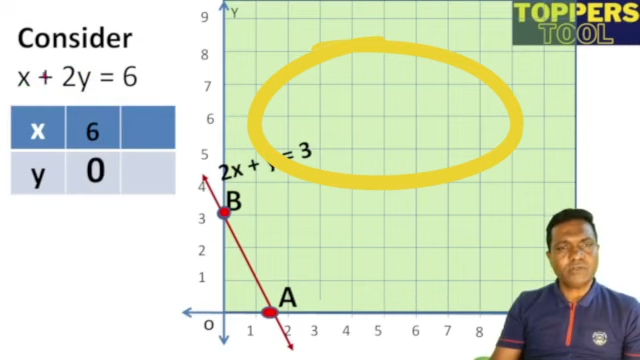 Consider
x + 2y = 6
x 6
y 0
TOPPERS
TOOL
Y
9
8
7
6
5
4
3
2
1
2x + y = 3
B
A
O
1 2 3 4 5 6 7 8